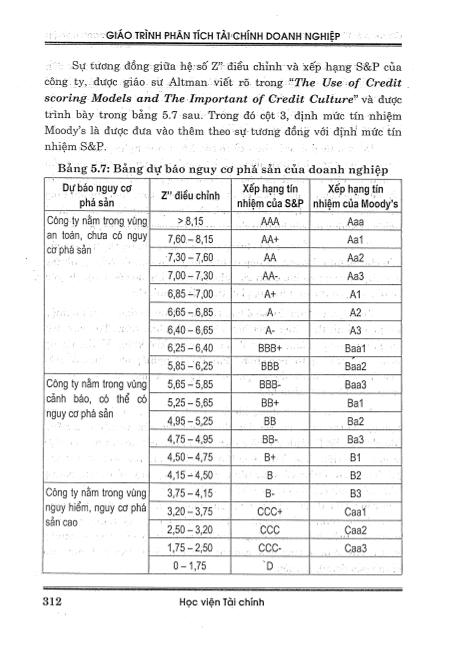 GIÁO TRÌNH PHÂN TÍCH TÀI CHÍNH DOANH NGHIỆP
Sự tương đồng giữa hệ số Z” điều chỉnh và xếp hạng S&P của
công ty, được giáo sư Altman viết rõ trong “The Use of Credit
scoring Models and The Important of Credit Culture” và được
trình bày trong bảng 5.7 sau. Trong đó cột 3, định mức tín nhiệm
Moody’s là được đưa vào thêm theo sự tương đồng với định mức tín
nhiệm S&P.
Bảng 5.7: Bảng dự báo nguy cơ phá sản của doanh nghiệp
Dự báo nguy cơ phá sản | Z” điều chỉnh | Xếp hạng tín nhiệm của S&P | Xếp hạng tín nhiệm của Moody’s
Công ty nằm trong vùng an toàn, chưa có nguy cơ phá sản
> 8,15 | AAA | Aaa
7,60 – 8,15 | AA+ | Aa1
7,30 – 7,60 | AA | Aa2
7,00 – 7,30 | AA- | Aa3
6,85 – 7,00 | A+ | A1
6,65 – 6,85 | A | A2
6,40 – 6,65 | A- | A3
6,25 – 6,40 | BBB+ | Baa1
5,85 – 6,25 | BBB | Baa2
Công ty nằm trong vùng cảnh báo, có thể có nguy cơ phá sản
5,65 – 5,85 | BBB- | Baa3
5,25 – 5,65 | BB+ | Ba1
4,95 – 5,25 | BB | Ba2
4,75 – 4,95 | BB- | Ba3
4,50 – 4,75 | B+ | B1
4,15 – 4,50 | B | B2
Công ty nằm trong vùng nguy hiểm, nguy cơ phá sản cao
3,75 – 4,15 | B- | B3
3,20 – 3,75 | CCC+ | Caa1
2,50 – 3,20 | CCC | Caa2
1,75 – 2,50 | CCC- | Caa3
0 – 1,75 | D
312
Học viện Tài chính